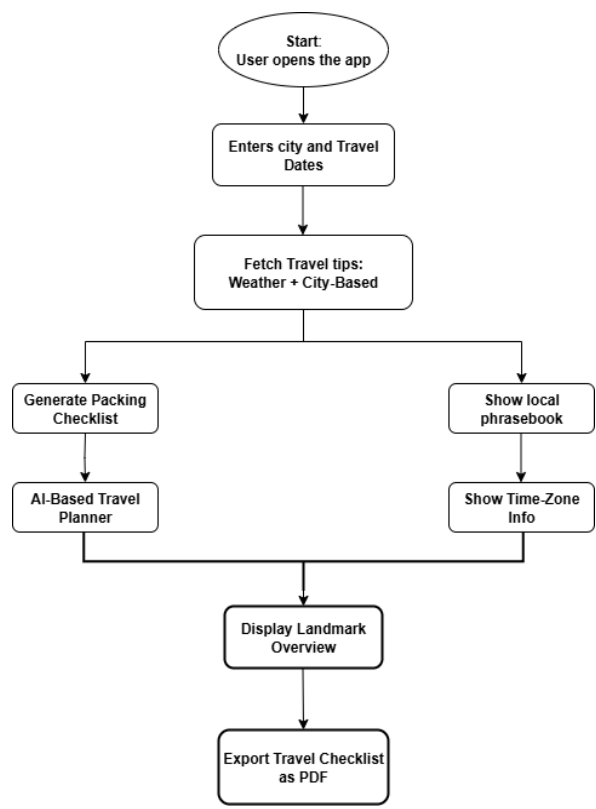 Start:
User opens the app
Enters city and Travel
Dates
Fetch Travel tips:
Weather + City-Based
Generate Packing
Checklist
Show local
phrasebook
AI-Based Travel
Planner
Show Time-Zone
Info
Display Landmark
Overview
Export Travel Checklist
as PDF